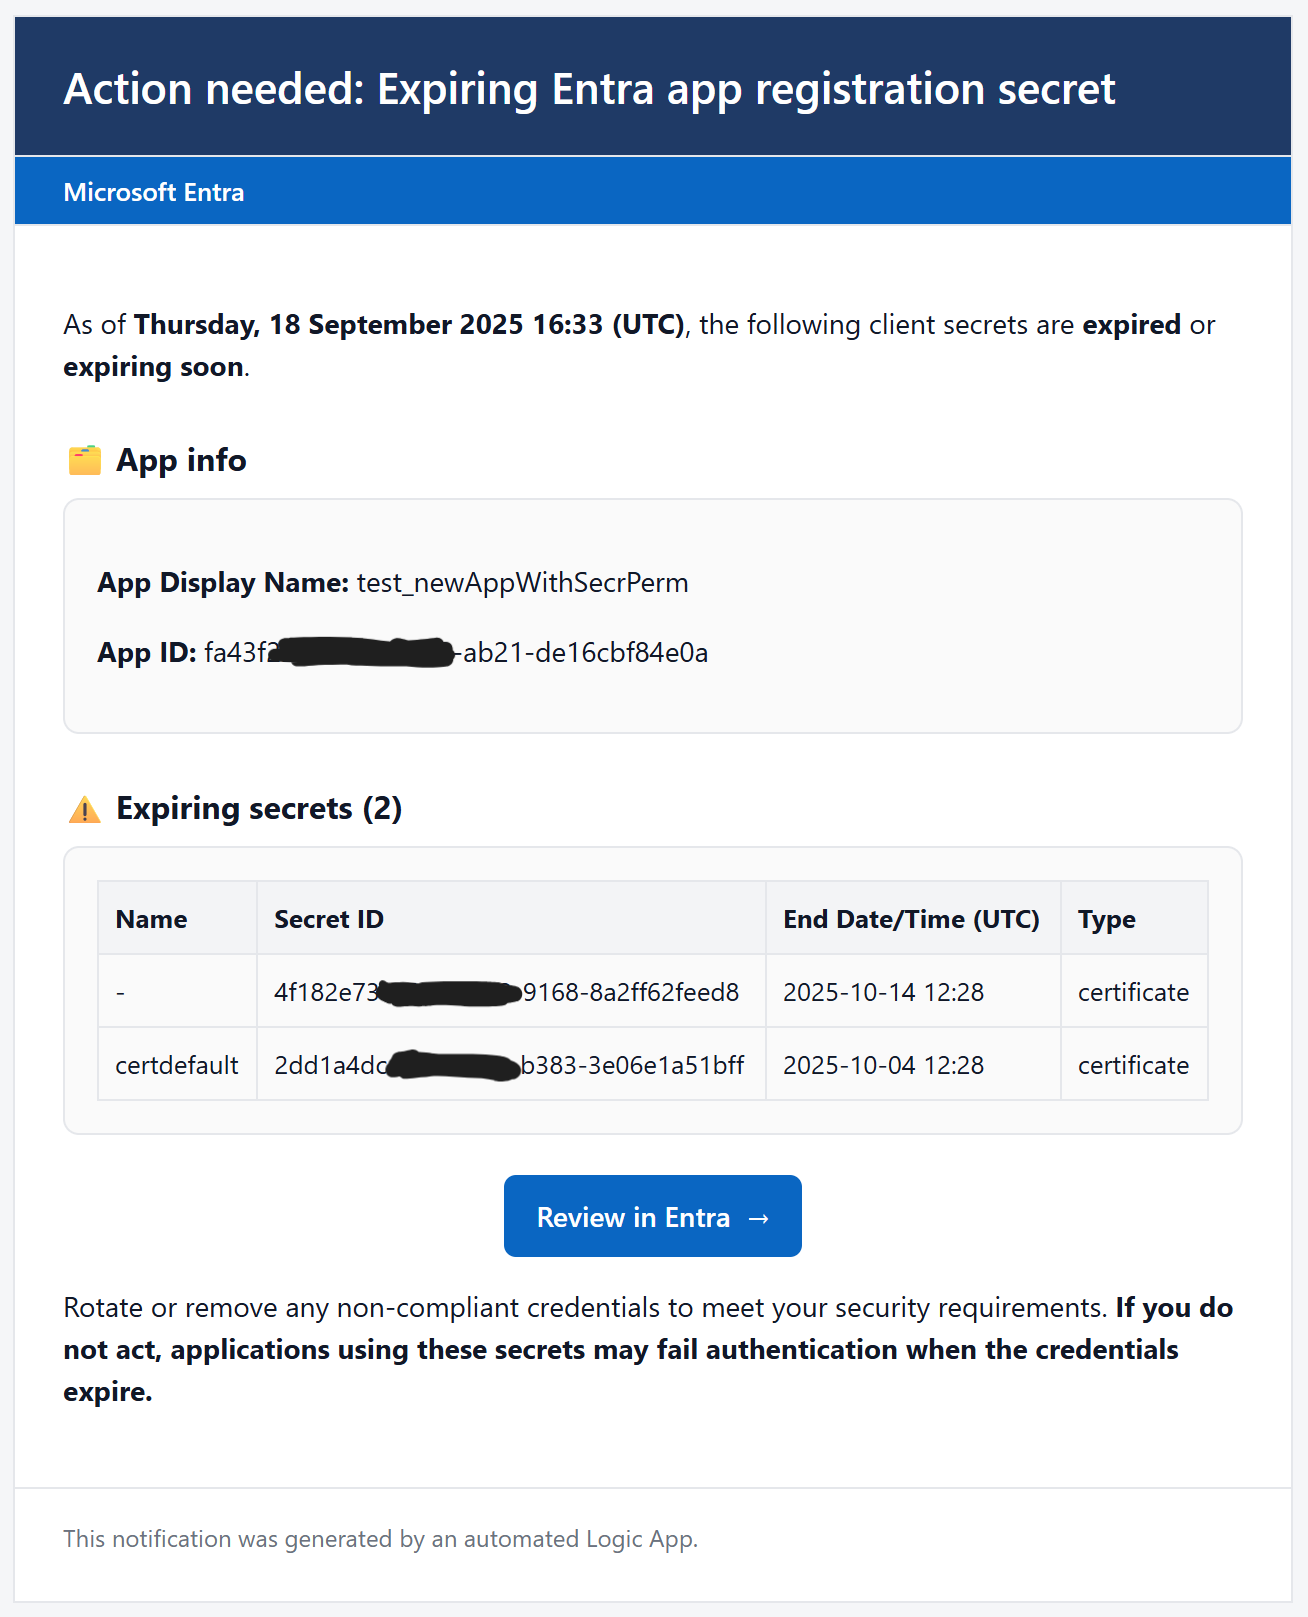 Action needed: Expiring Entra app registration secret
Microsoft Entra
As of Thursday, 18 September 2025 16:33 (UTC), the following client secrets are expired or
expiring soon.
App info
App Display Name: test_newAppWithSecrPerm
App ID: fa43f -ab21-de16cbf84e0a
Expiring secrets (2)
Name Secret ID End Date/Time (UTC) Type
- 4f182e73 9168-8a2ff62feed8 2025-10-14 12:28 certificate
certdefault 2dd1a4dc b383-3e06e1a51bff 2025-10-04 12:28 certificate
Review in Entra →
Rotate or remove any non-compliant credentials to meet your security requirements. If you do
not act, applications using these secrets may fail authentication when the credentials
expire.
This notification was generated by an automated Logic App.